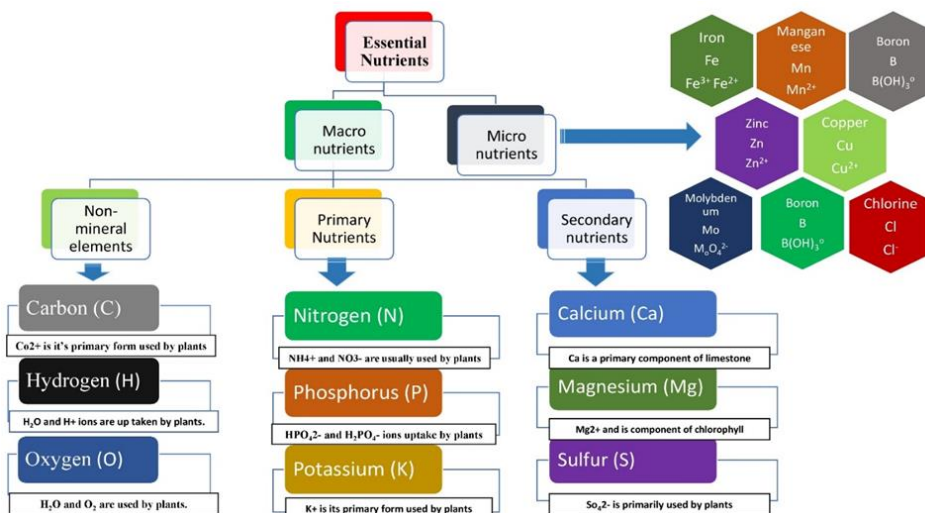 Essential
Nutrients
Macro
nutrients
Micro
nutrients
Non-
mineral
elements
Primary
Nutrients
Secondary
nutrients
Carbon (C)
Co2+ is it's primary form used by plants
Hydrogen (H)
H₂O and H+ ions are up taken by plants.
Oxygen (O)
H₂O and O₂ are used by plants.
Nitrogen (N)
NH4+ and NO3- are usually used by plants
Phosphorus (P)
HPO₄2- and H₂PO₄- ions uptake by plants
Potassium (K)
K+ is its primary form used by plants
Calcium (Ca)
Ca is a primary component of limestone
Magnesium (Mg)
Mg2+ and is component of chlorophyll
Sulfur (S)
So₄2- is primarily used by plants
Iron
Fe
Fe³⁺ Fe²⁺
Mangan
ese
Mn
Mn²⁺
Boron
B
B(OH)₃⁰
Zinc
Zn
Zn²⁺
Copper
Cu
Cu²⁺
Molybden
um
Mo
MₒO₄²⁻
Boron
B
B(OH)₃⁰
Chlorine
Cl
Cl⁻